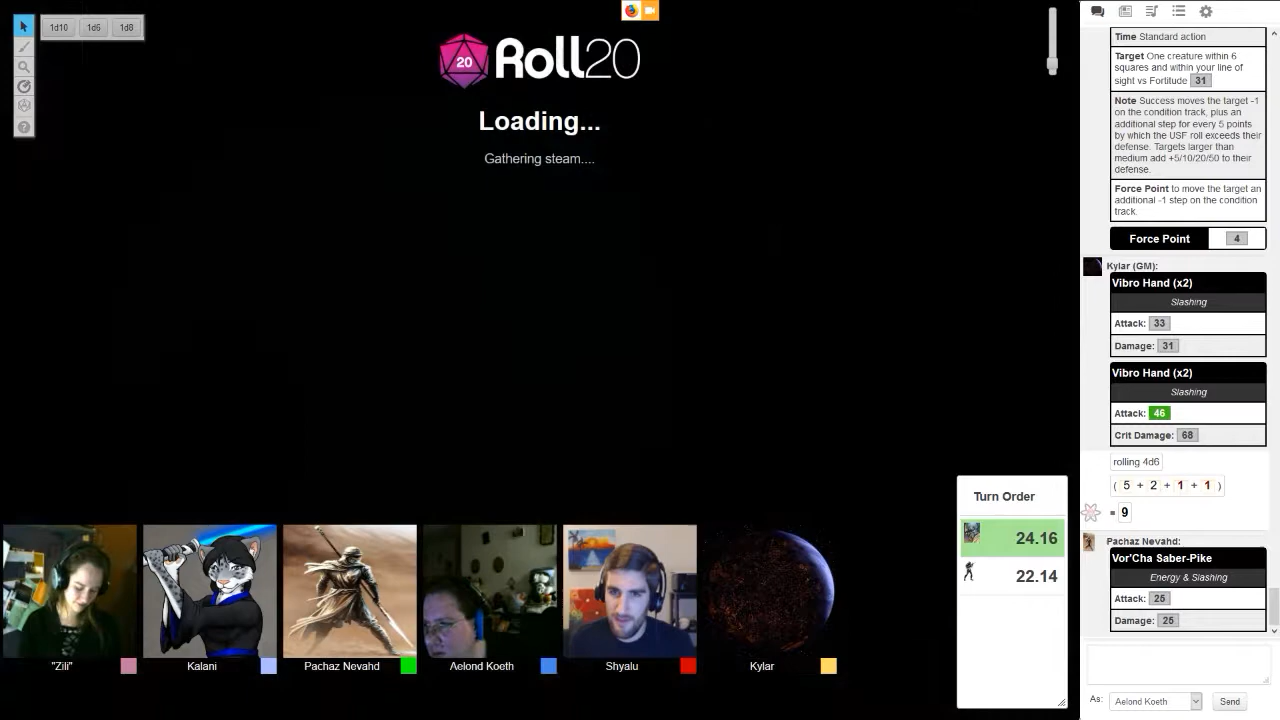 1d10 1d6 1d8
20 Roll20
Loading...
Gathering steam....
"Zili"
Kalani
Pachaz Nevahd
Aelond Koeth
Shyalu
Kylar
Turn Order
24.16
22.14
Time Standard action
Target One creature within 6
squares and within your line of
sight vs Fortitude 31
Note Success moves the target -1
on the condition track, plus an
additional step for every 5 points
by which the USF roll exceeds their
defense. Targets larger than
medium add +5/10/20/50 to their
defense.
Force Point to move the target an
additional -1 step on the condition
track.
Force Point 4
Kylar (GM):
Vibro Hand (x2)
Slashing
Attack: 33
Damage: 31
Vibro Hand (x2)
Slashing
Attack: 46
Crit Damage: 68
rolling 4d6
( 5 + 2 + 1 + 1 )
= 9
Pachaz Nevahd:
Vor'Cha Saber-Pike
Energy & Slashing
Attack: 25
Damage: 25
As: Aelond Koeth Send